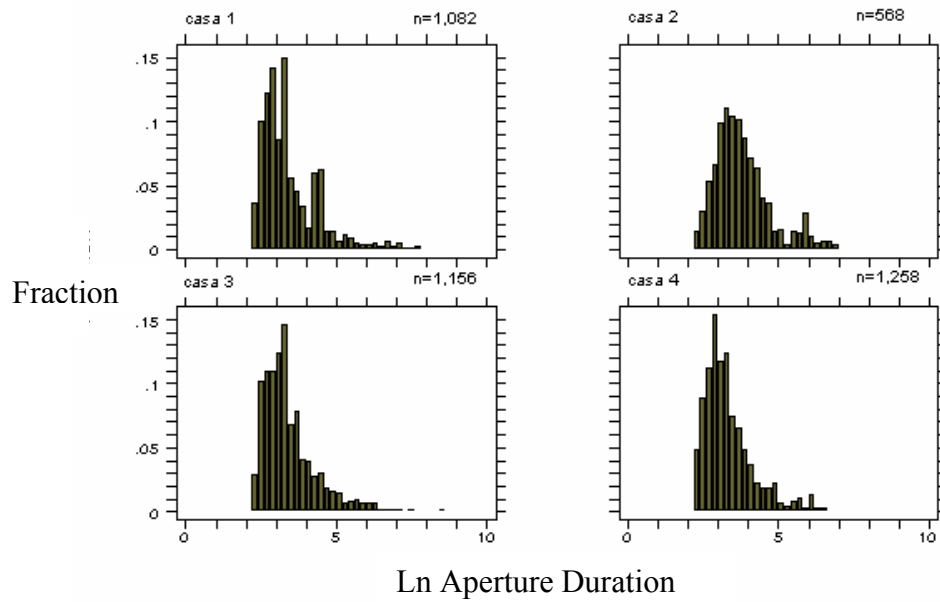 casa 1 n=1,082
casa 2 n=568
.15
.1
.05
0
casa 3 n=1,156
casa 4 n=1,258
Fraction
.15
.1
.05
0
0 5 10
0 5 10
Ln Aperture Duration